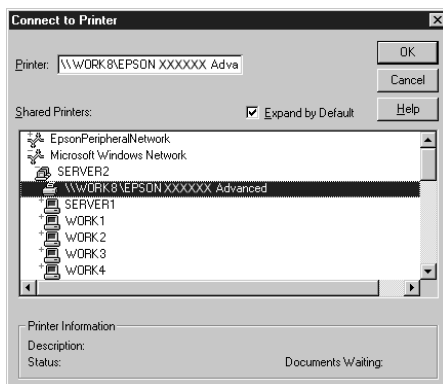 Connect to Printer
Printer: \\WORK8\EPSON XXXXXX Adva
OK
Cancel
Help
Shared Printers:
Expand by Default
EpsonPeripheralNetwork
Microsoft Windows Network
SERVER2
\\WORK8\EPSON XXXXXX Advanced
SERVER1
WORK1
WORK2
WORK3
WORK4
Printer Information
Description:
Status:
Documents Waiting: